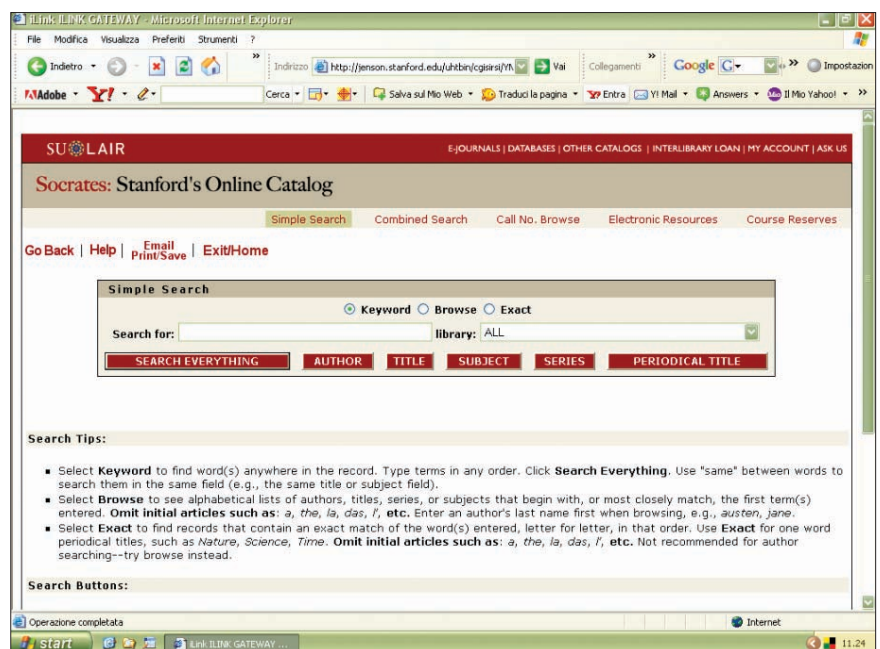 iLink ILINK GATEWAY - Microsoft Internet Explorer
File Modifica Visualizza Preferiti Strumenti ? »
Indietro Indirizzo http://jenson.stanford.edu/uhtbin/cgisirsi/ Vai Collegamenti » Google G » Impostazion
Adobe Y! Cerca Salva sul Mio Web Traduci la pagina Entra Y! Mail Answers Il Mio Yahoo! »
SULAIR E-JOURNALS | DATABASES | OTHER CATALOGS | INTERLIBRARY LOAN | MY ACCOUNT | ASK US
Socrates: Stanford's Online Catalog
Simple Search Combined Search Call No. Browse Electronic Resources Course Reserves
Go Back | Help | Email Print/Save | Exit/Home
Simple Search
Keyword Browse Exact
Search for: library: ALL
SEARCH EVERYTHING AUTHOR TITLE SUBJECT SERIES PERIODICAL TITLE
Search Tips:
▪ Select Keyword to find word(s) anywhere in the record. Type terms in any order. Click Search Everything. Use "same" between words to
search them in the same field (e.g., the same title or subject field).
▪ Select Browse to see alphabetical lists of authors, titles, series, or subjects that begin with, or most closely match, the first term(s)
entered. Omit initial articles such as: a, the, la, das, l', etc. Enter an author's last name first when browsing, e.g., austen, jane.
▪ Select Exact to find records that contain an exact match of the word(s) entered, letter for letter, in that order. Use Exact for one word
periodical titles, such as Nature, Science, Time. Omit initial articles such as: a, the, la, das, l', etc. Not recommended for author
searching--try browse instead.
Search Buttons:
Operazione completata Internet
start iLink ILINK GATEWAY ... 11.24